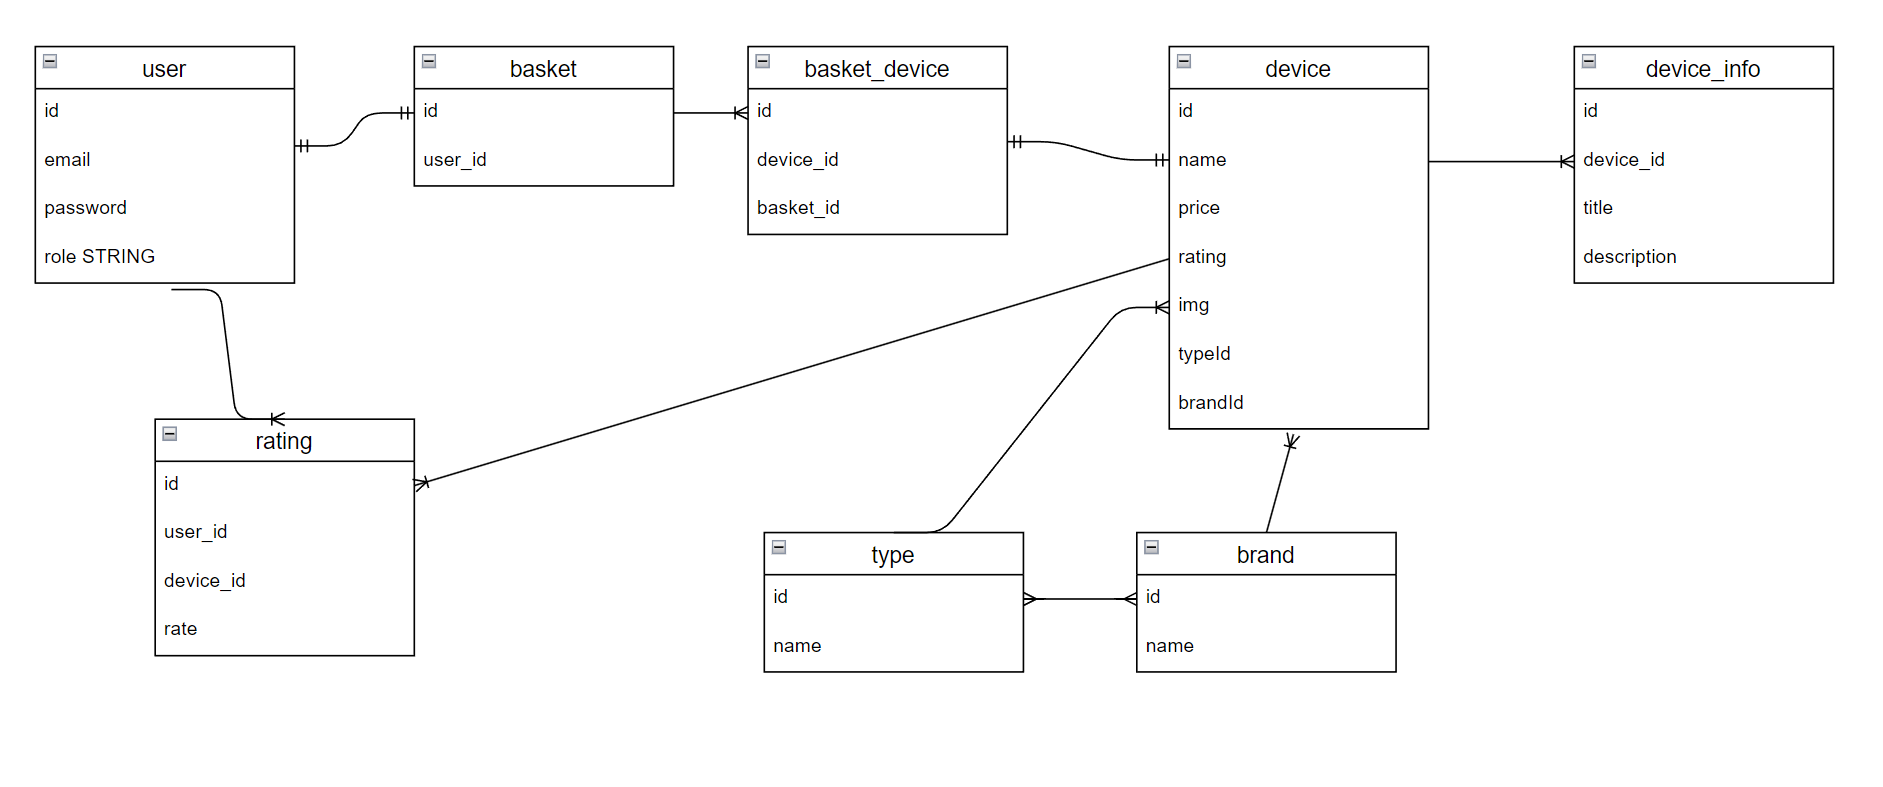 user
id
email
password
role STRING
basket
id
user_id
basket_device
id
device_id
basket_id
device
id
name
price
rating
img
typeId
brandId
device_info
id
device_id
title
description
rating
id
user_id
device_id
rate
type
id
name
brand
id
name